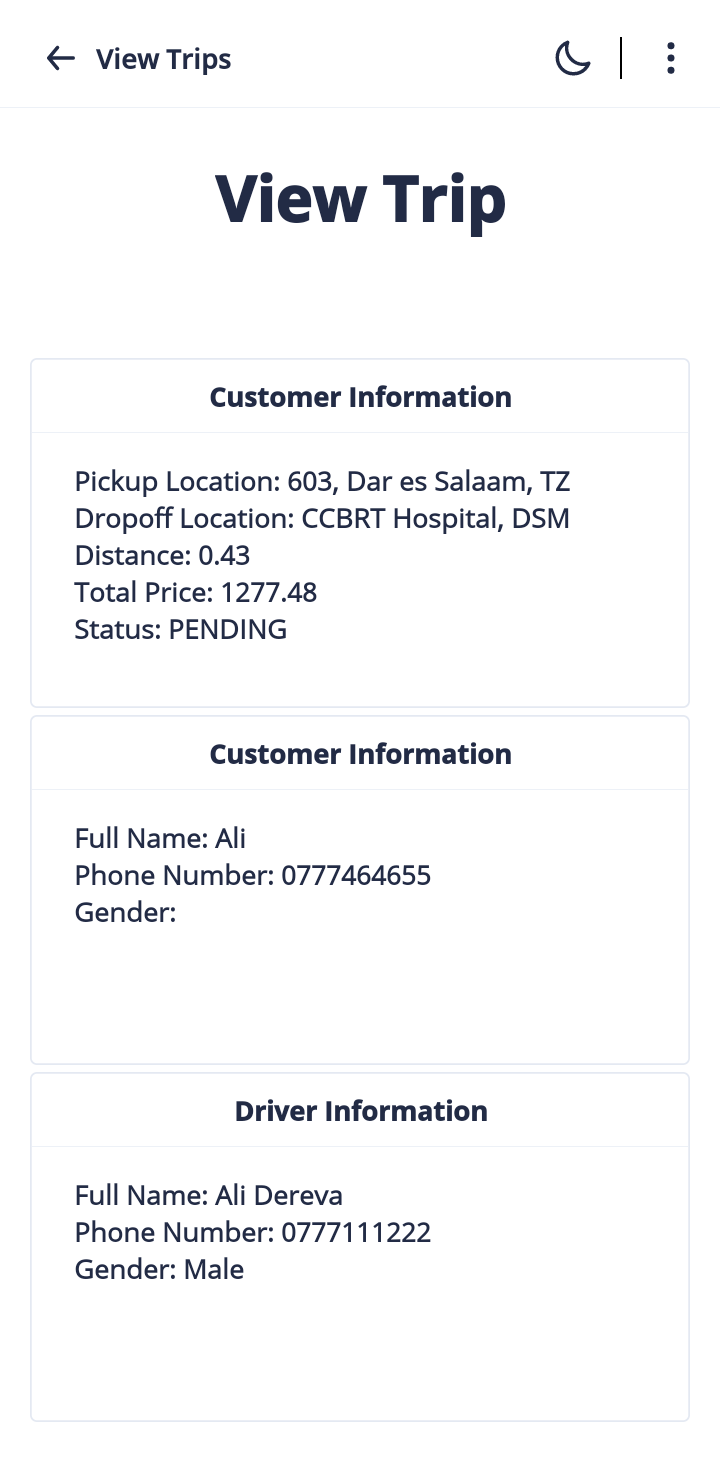 View Trips
View Trip
Customer Information
Pickup Location: 603, Dar es Salaam, TZ
Dropoff Location: CCBRT Hospital, DSM
Distance: 0.43
Total Price: 1277.48
Status: PENDING
Customer Information
Full Name: Ali
Phone Number: 0777464655
Gender:
Driver Information
Full Name: Ali Dereva
Phone Number: 0777111222
Gender: Male